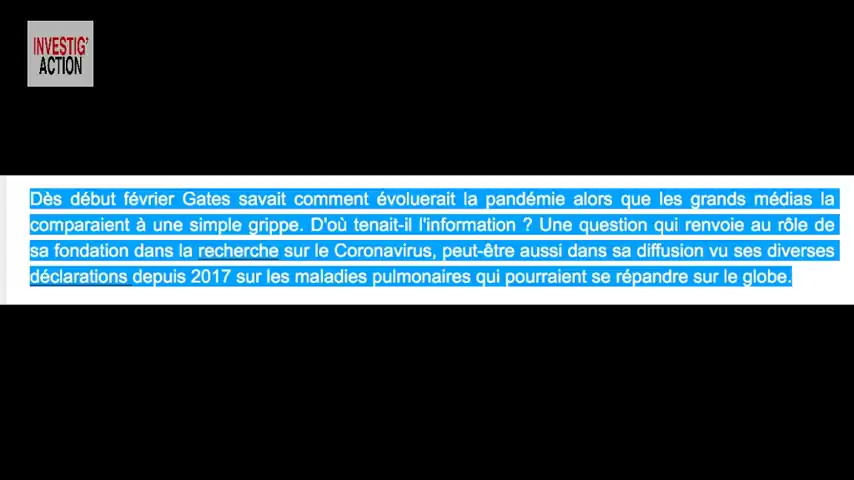 INVESTIG'
ACTION
Dès début février Gates savait comment évoluerait la pandémie alors que les grands médias la
comparaient à une simple grippe. D'où tenait-il l'information ? Une question qui renvoie au rôle de
sa fondation dans la recherche sur le Coronavirus, peut-être aussi dans sa diffusion vu ses diverses
déclarations depuis 2017 sur les maladies pulmonaires qui pourraient se répandre sur le globe.